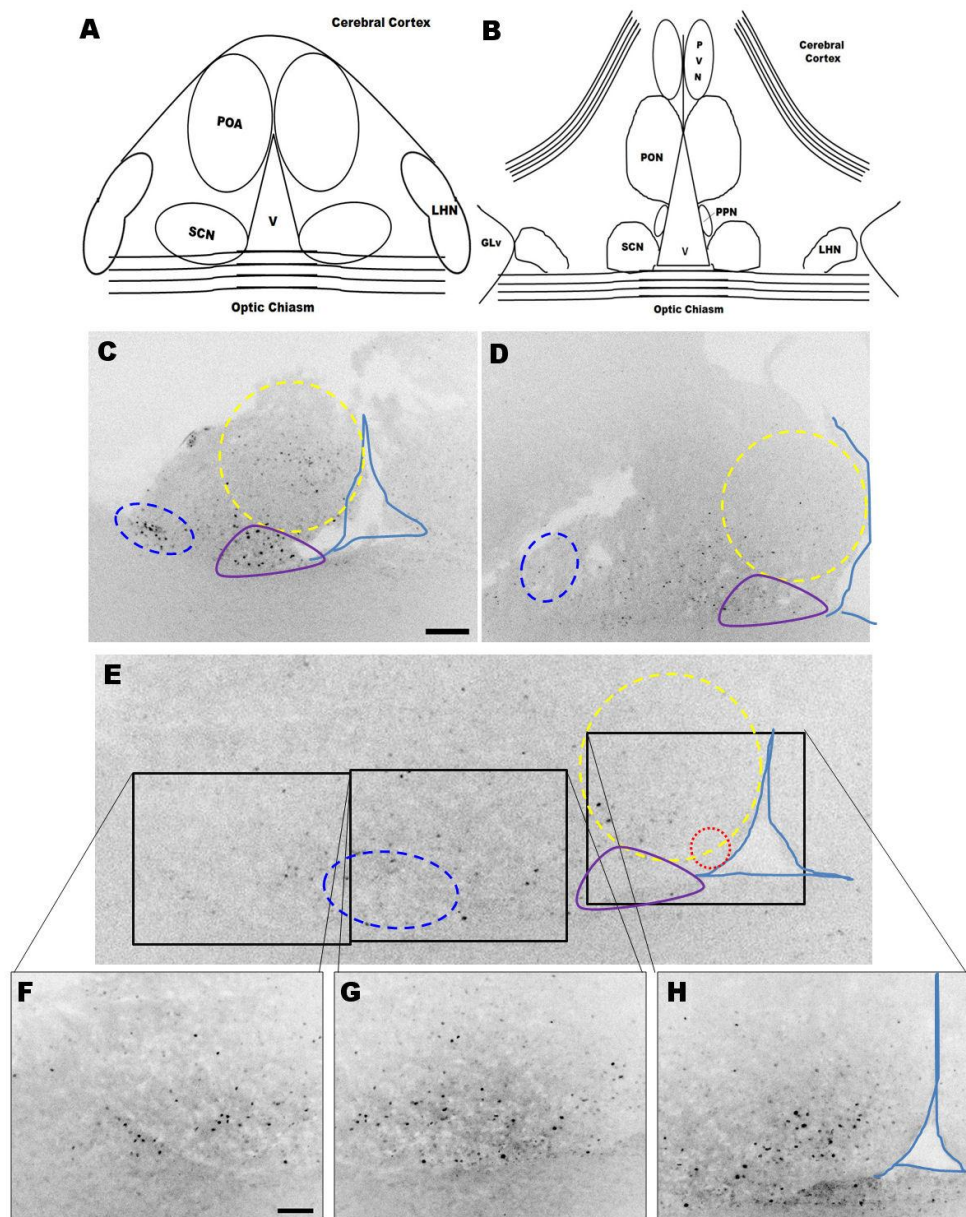 A
Cerebral Cortex
POA
LHN
V
SCN
Optic Chiasm
B
P
V
N
Cerebral
Cortex
PON
PPN
GLv
SCN
V
LHN
Optic Chiasm
C
D
E
F
G
H